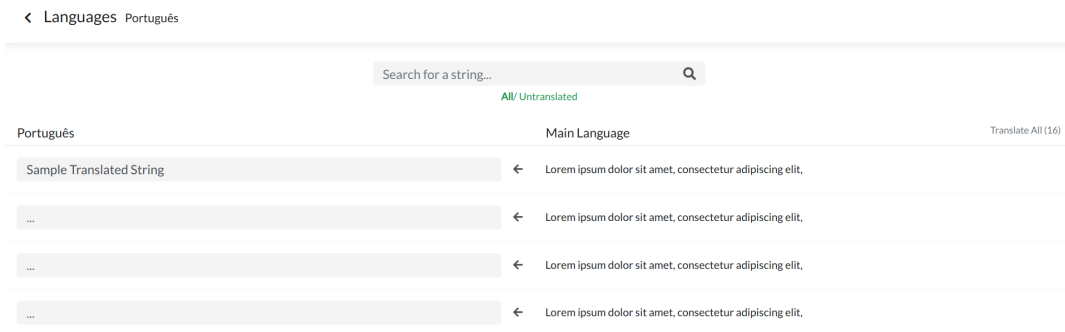 Languages Português
Search for a string...
All/ Untranslated
Português Main Language Translate All (16)
Sample Translated String Lorem ipsum dolor sit amet, consectetur adipiscing elit,
... Lorem ipsum dolor sit amet, consectetur adipiscing elit,
... Lorem ipsum dolor sit amet, consectetur adipiscing elit,
... Lorem ipsum dolor sit amet, consectetur adipiscing elit,